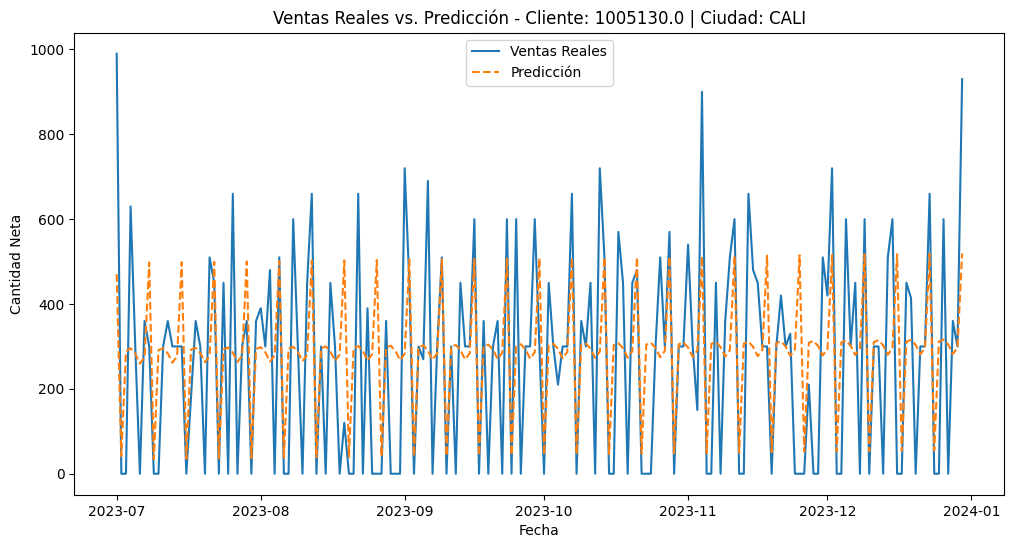 Ventas Reales vs. Predicción - Cliente: 1005130.0 | Ciudad: CALI
Ventas Reales
Predicción
1000
800
600
400
200
0
Cantidad Neta
2023-07
2023-08
2023-09
2023-10
2023-11
2023-12
2024-01
Fecha